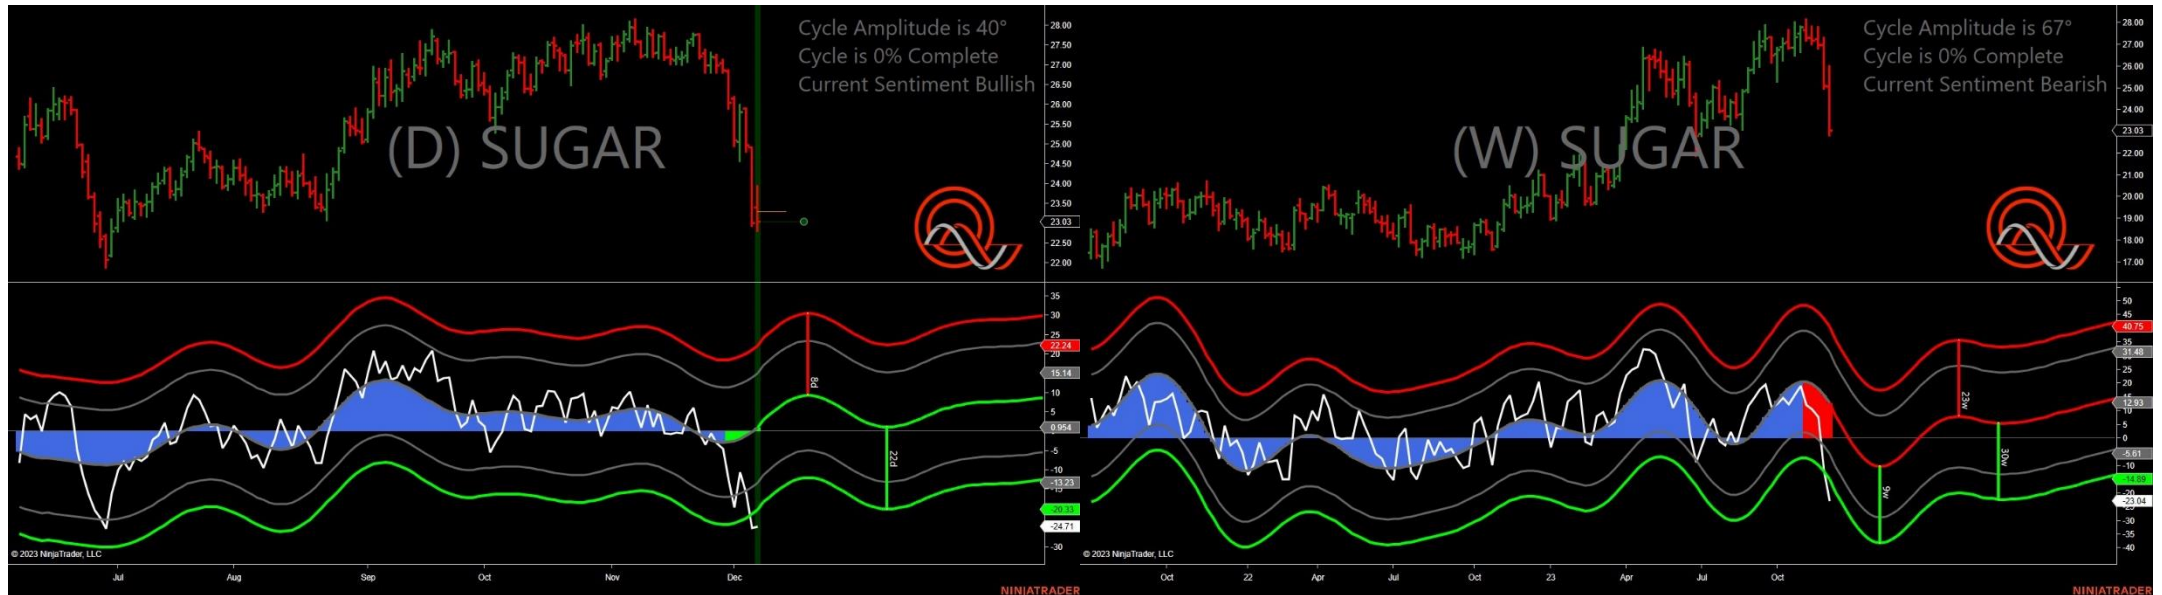 Cycle Amplitude is 40°
Cycle is 0% Complete
Current Sentiment Bullish
(D) SUGAR
28.00
27.50
27.00
26.50
26.00
25.50
25.00
24.50
24.00
23.50
23.03
22.50
22.00
35
30
25
22.24
20
15.14
10
5
0.954
-5
-10
-13.23
-20.33
-24.71
-30
8d
22d
© 2023 NinjaTrader, LLC
Jul
Aug
Sep
Oct
Nov
Dec
NINJATRADER
Cycle Amplitude is 67°
Cycle is 0% Complete
Current Sentiment Bearish
(W) SUGAR
28.00
27.00
26.00
25.00
24.00
23.03
22.00
21.00
20.00
19.00
18.00
17.00
50
45
40.75
35
31.48
25
20
15
12.93
5
0
-5.61
-10
-14.89
-20
-23.04
-30
-35
-40
23w
9w
30w
© 2023 NinjaTrader, LLC
Oct
22
Apr
Jul
Oct
23
Apr
Jul
Oct
NINJATRADER